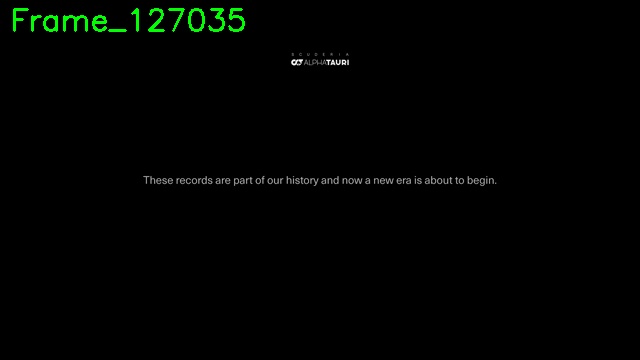 Frame_127035
SCUDERIA
ALPHATAURI
These records are part of our history and now a new era is about to begin.